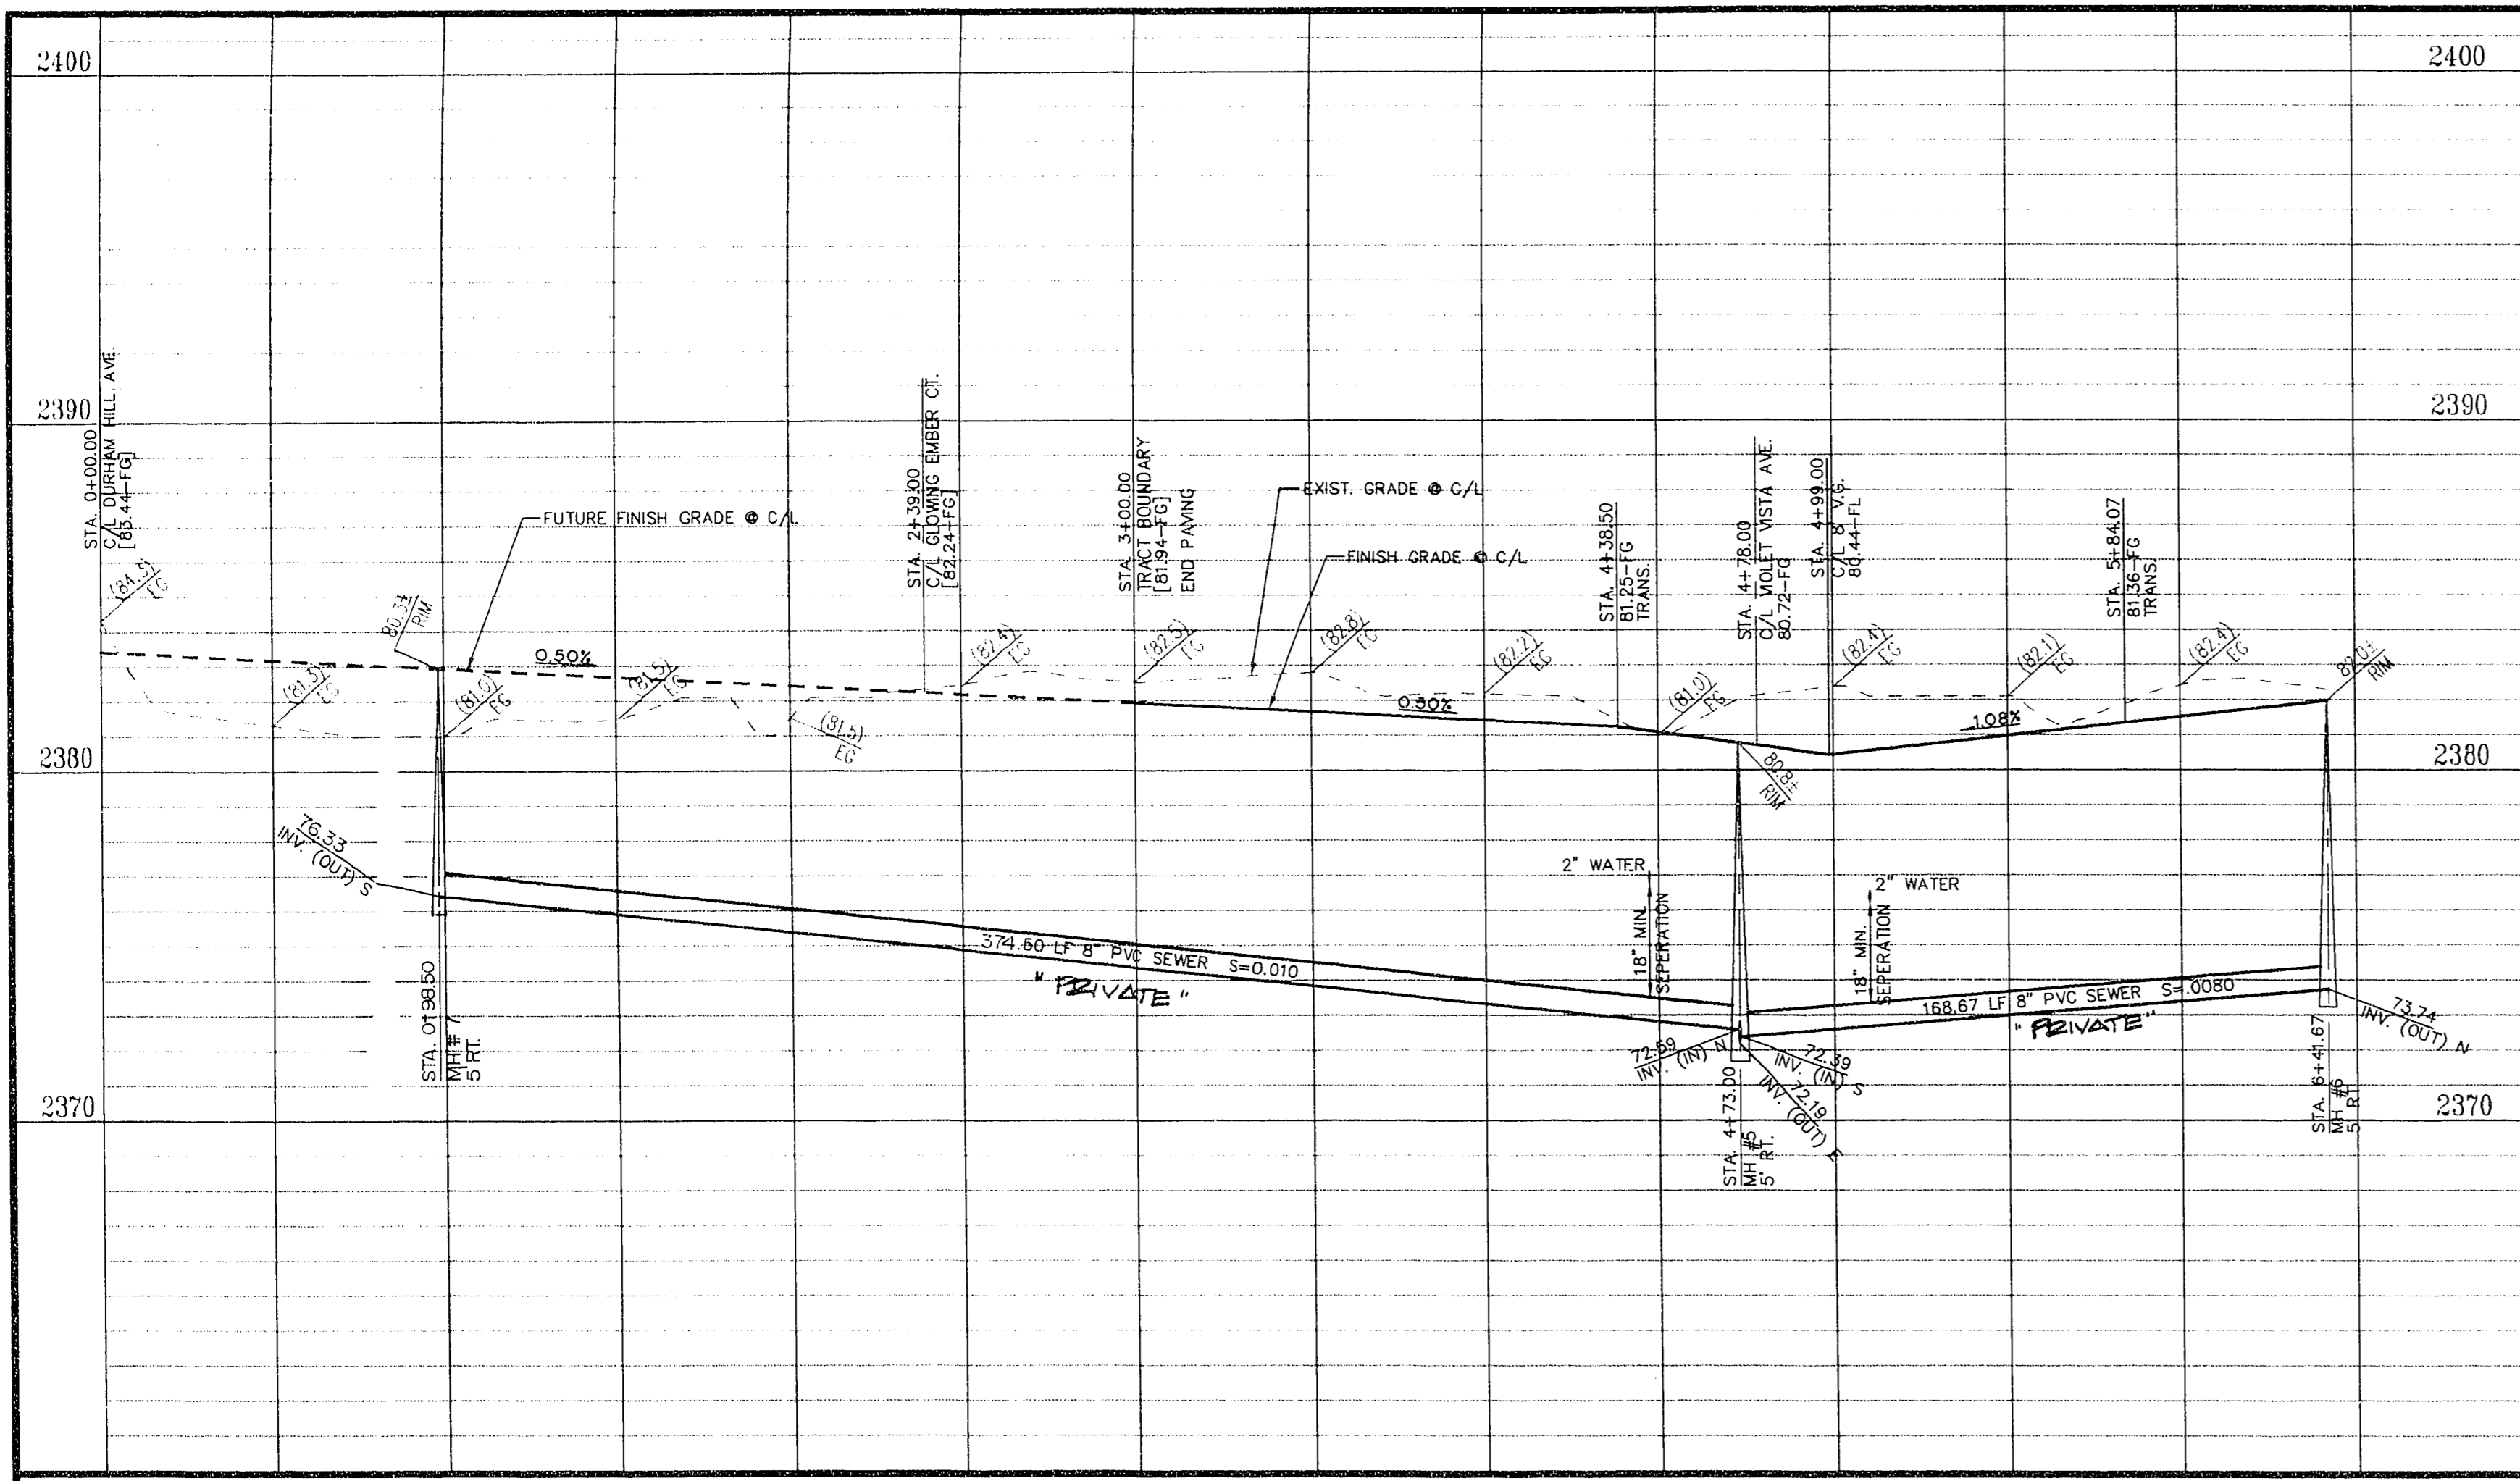 2400
2400
2390
2390
2380
2380
2370
2370
STA. 0+00.00
C/L DURHAM HILL AVE.
[83.44-FG]
(84.3)
EG
80.3±
RIM
FUTURE FINISH GRADE @ C/L
0.50%
(81.5)
EG
(81.0)
EG
(81.5)
EG
(81.5)
EG
STA. 2+39.00
C/L GLOWING EMBER CT.
[82.24-FG]
(82.4)
EG
STA. 3+00.00
TRACT BOUNDARY
[81.94-FG]
END PAVING
(82.5)
EG
EXIST. GRADE @ C/L
FINISH GRADE @ C/L
(82.8)
EG
0.50%
(82.2)
EG
STA. 4+38.50
81.25-FG
TRANS.
(81.0)
EG
STA. 4+78.00
VIOLET VISTA AVE.
80.72-FG
STA. 4+99.00
C/L 8' V.G.
80.44-FL
(82.4)
EG
1.08%
(82.1)
EG
STA. 5+84.07
81.36-FG
TRANS.
(82.4)
EG
82.0±
RIM
80.8±
RIM
76.33
INV. (OUT) S
STA. 0198.50
MH # 7
5 RT.
374.50 LF 8" PVC SEWER S=0.010
"PRIVATE"
2" WATER
18" MIN.
SEPERATION
2" WATER
18" MIN.
SEPERATION
168.67 LF 8" PVC SEWER S=.0080
"PRIVATE"
72.59
INV. (IN) N
72.39
INV. (IN) S
72.19
INV. (OUT) E
STA. 4+73.00
MH #5
5' RT.
73.74
INV. (OUT) N
STA. 6+41.67
MH #6
5 RT